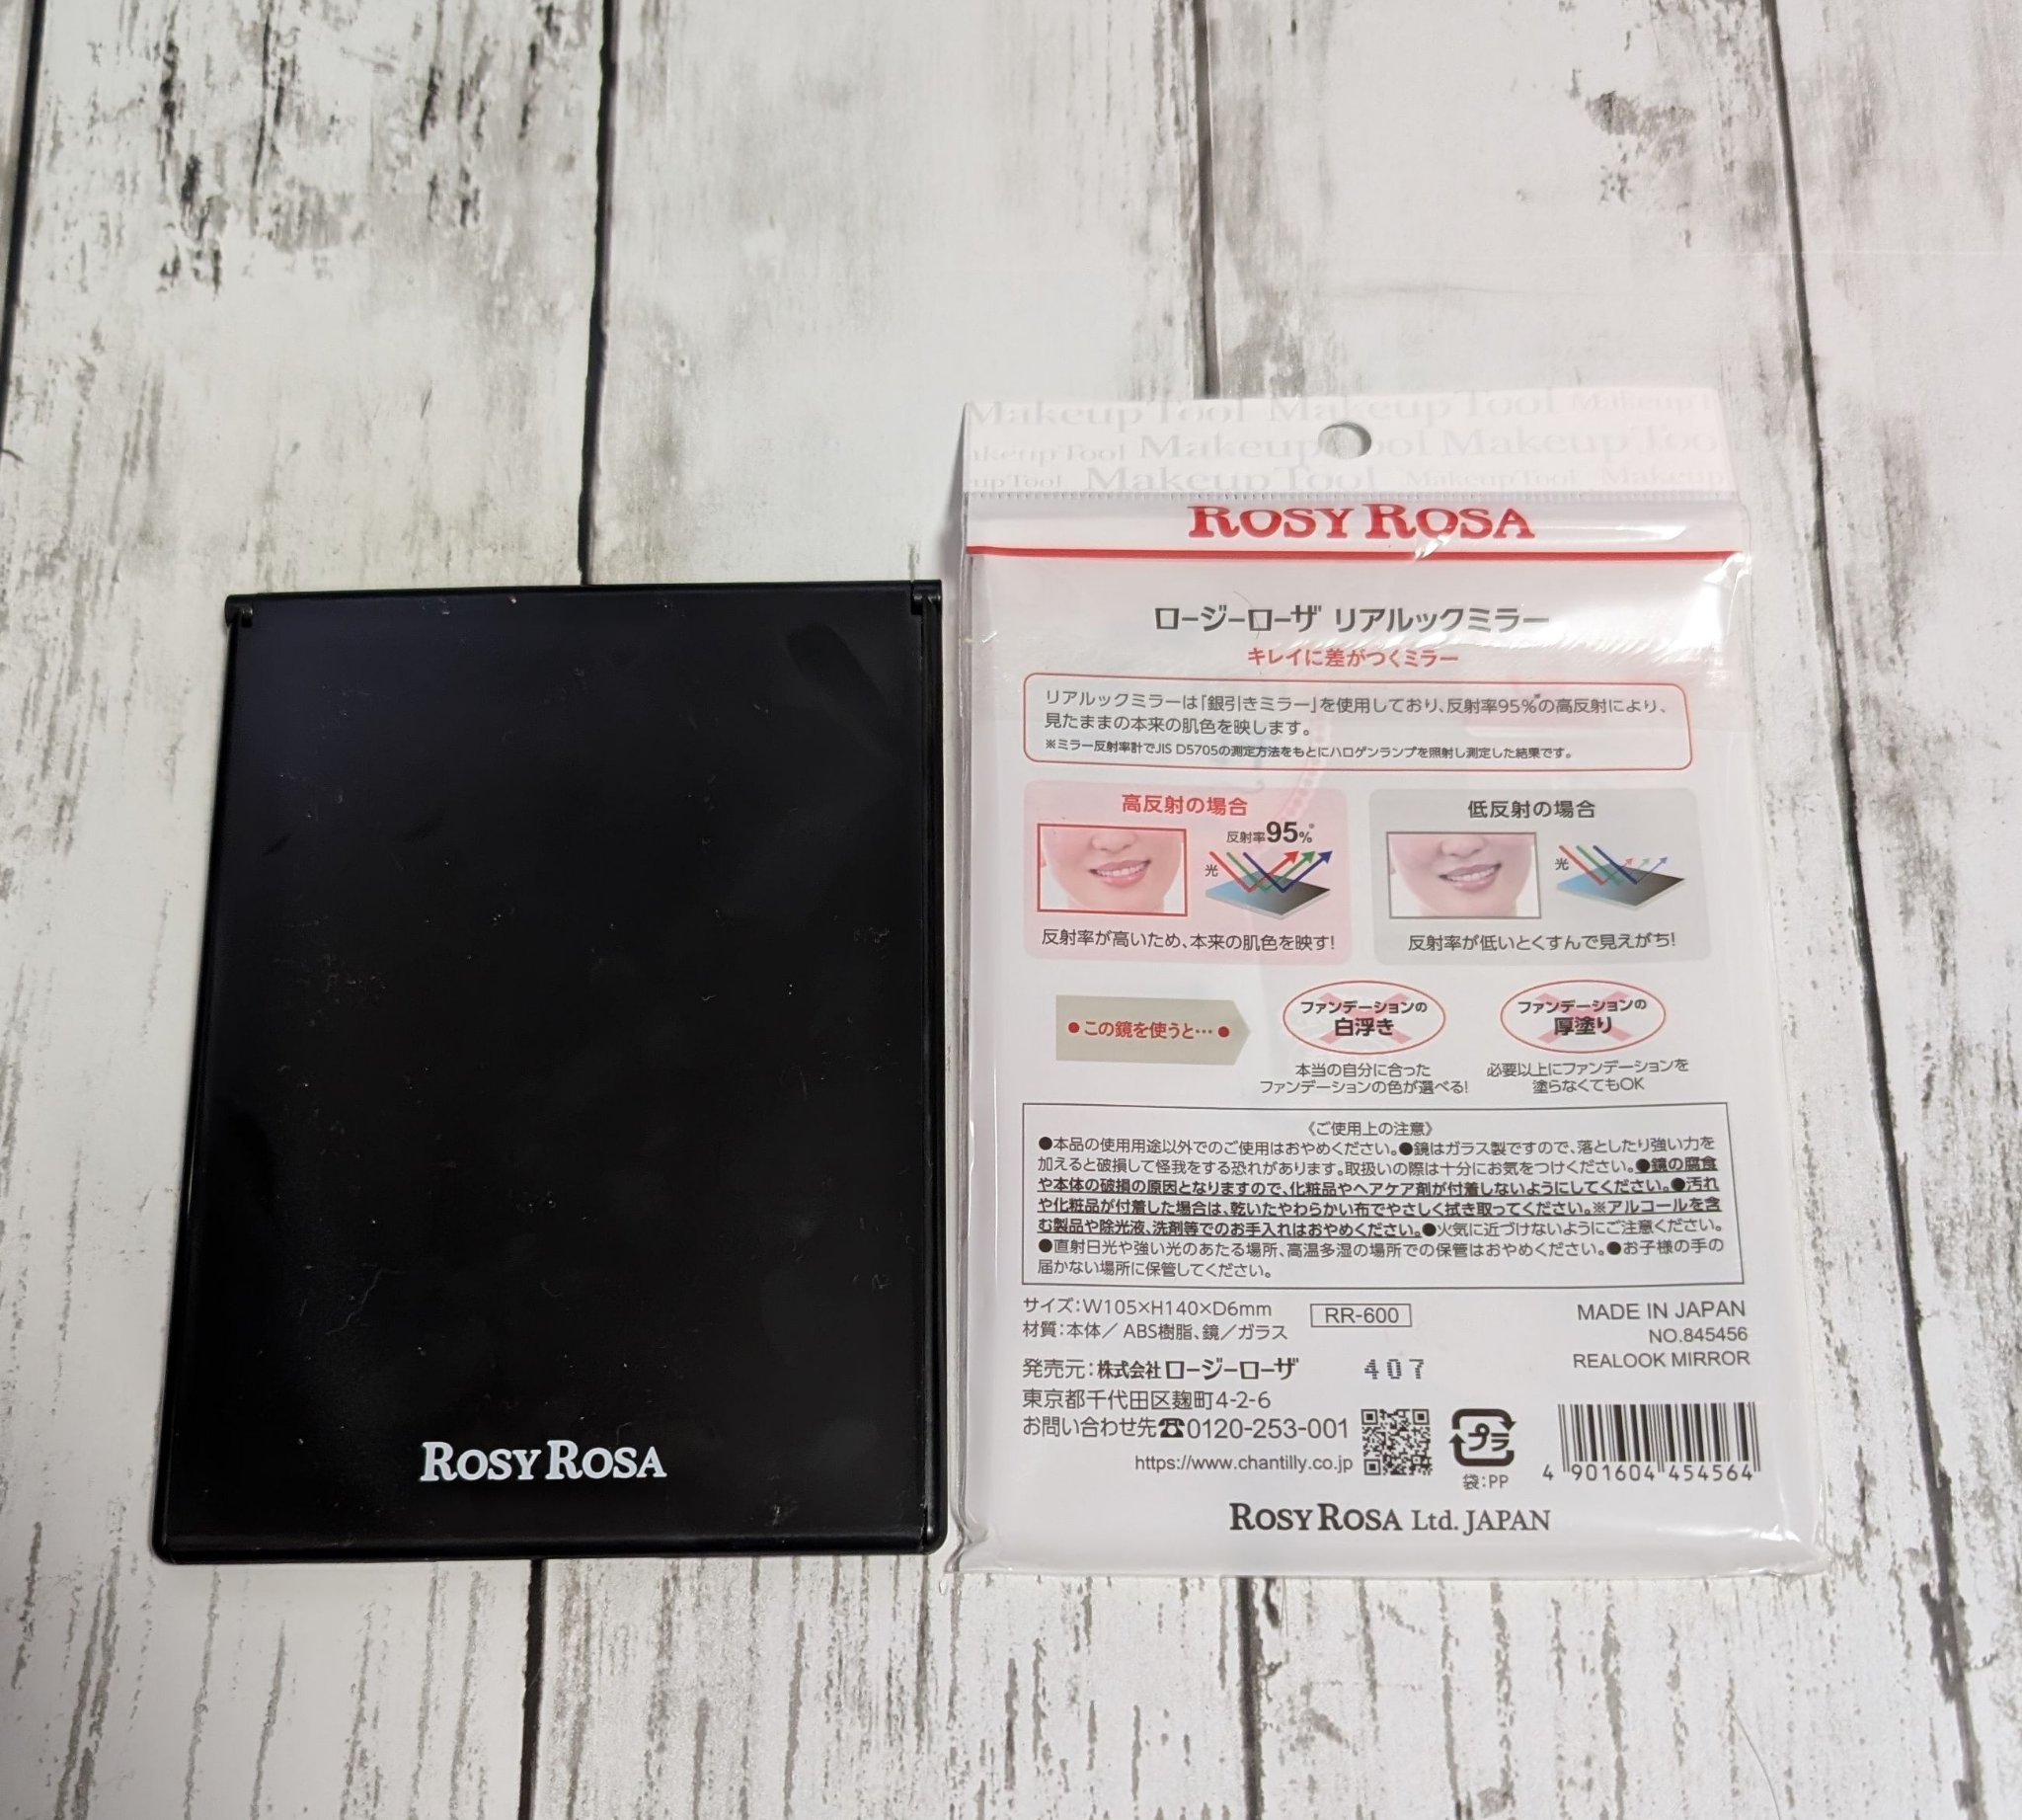 ROSY ROSA
Makeup Tool Makeup Tool Makeup T
akeup Tool Makeup Tool Makeup Too
up Tool Makeup Tool Makeup Tool Makeup
ROSY ROSA
ロージーローザ リアルックミラー
キレイに差がつくミラー
リアルックミラーは「銀引きミラー」を使用しており、反射率95%※の高反射により、
見たままの本来の肌色を映します。
※ミラー反射率計でJIS D5705の測定方法をもとにハロゲンランプを照射し測定した結果です。
高反射の場合
反射率95%※
光
反射率が高いため、本来の肌色を映す!
低反射の場合
光
反射率が低いとくすんで見えがち!
●この鏡を使うと…●
ファンデーションの
白浮き
本当の自分に合った
ファンデーションの色が選べる!
ファンデーションの
厚塗り
必要以上にファンデーションを
塗らなくてもOK
《ご使用上の注意》
●本品の使用用途以外でのご使用はおやめください。●鏡はガラス製ですので、落としたり強い力を
加えると破損して怪我をする恐れがあります。取扱いの際は十分にお気をつけください。●鏡の腐食
や本体の破損の原因となりますので、化粧品やヘアケア剤が付着しないようにしてください。●汚れ
や化粧品が付着した場合は、乾いたやわらかい布でやさしく拭き取ってください。※アルコールを含
む製品や除光液、洗剤等でのお手入れはおやめください。●火気に近づけないようにご注意ください。
●直射日光や強い光のあたる場所、高温多湿の場所での保管はおやめください。●お子様の手の
届かない場所に保管してください。
サイズ:W105×H140×D6mm
材質:本体/ABS樹脂、鏡/ガラス
RR-600
MADE IN JAPAN
NO.845456
REALOOK MIRROR
発売元:株式会社ロージーローザ
407
東京都千代田区麹町4-2-6
お問い合わせ先☎0120-253-001
https://www.chantilly.co.jp
プラ
袋:PP
4 901604 454564
ROSY ROSA Ltd. JAPAN